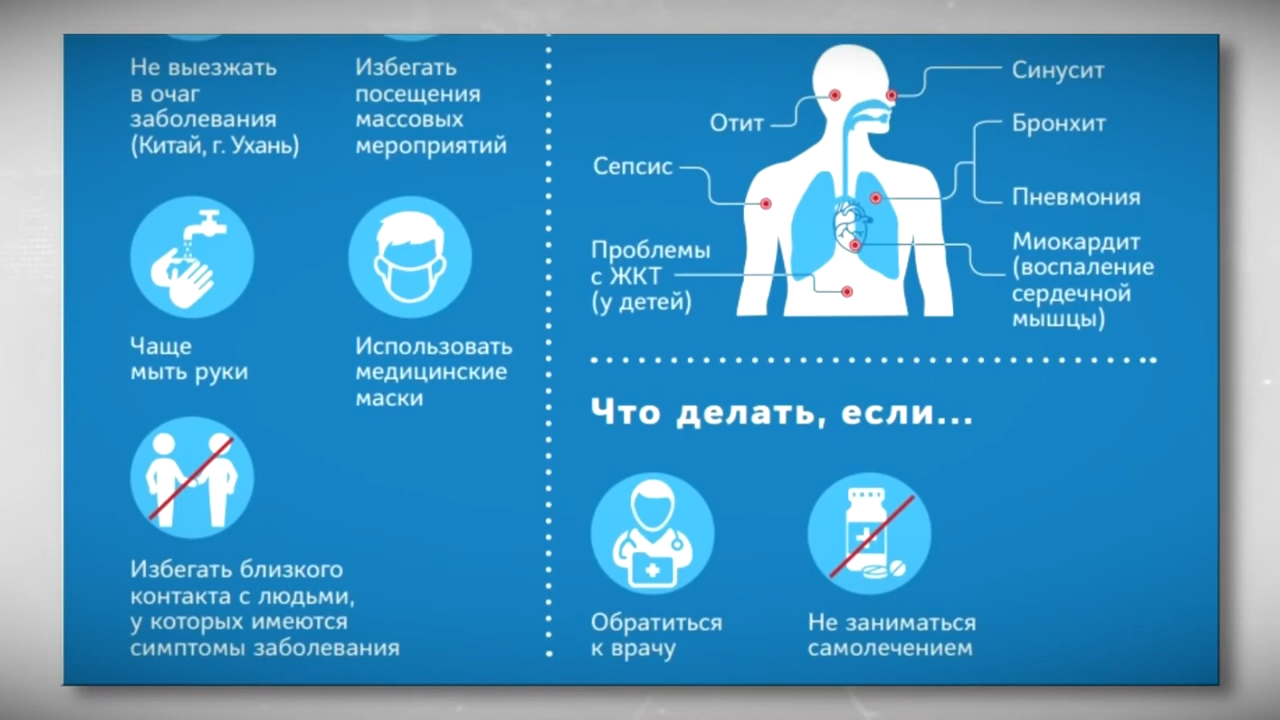 Не выезжать
в очаг
заболевания
(Китай, г. Ухань)
Избегать
посещения
массовых
мероприятий
Чаще
мыть руки
Использовать
медицинские
маски
Избегать близкого
контакта с людьми,
у которых имеются
симптомы заболевания
Отит
Сепсис
Проблемы
с ЖКТ
(у детей)
Синусит
Бронхит
Пневмония
Миокардит
(воспаление
сердечной
мышцы)
Что делать, если...
Обратиться
к врачу
Не заниматься
самолечением